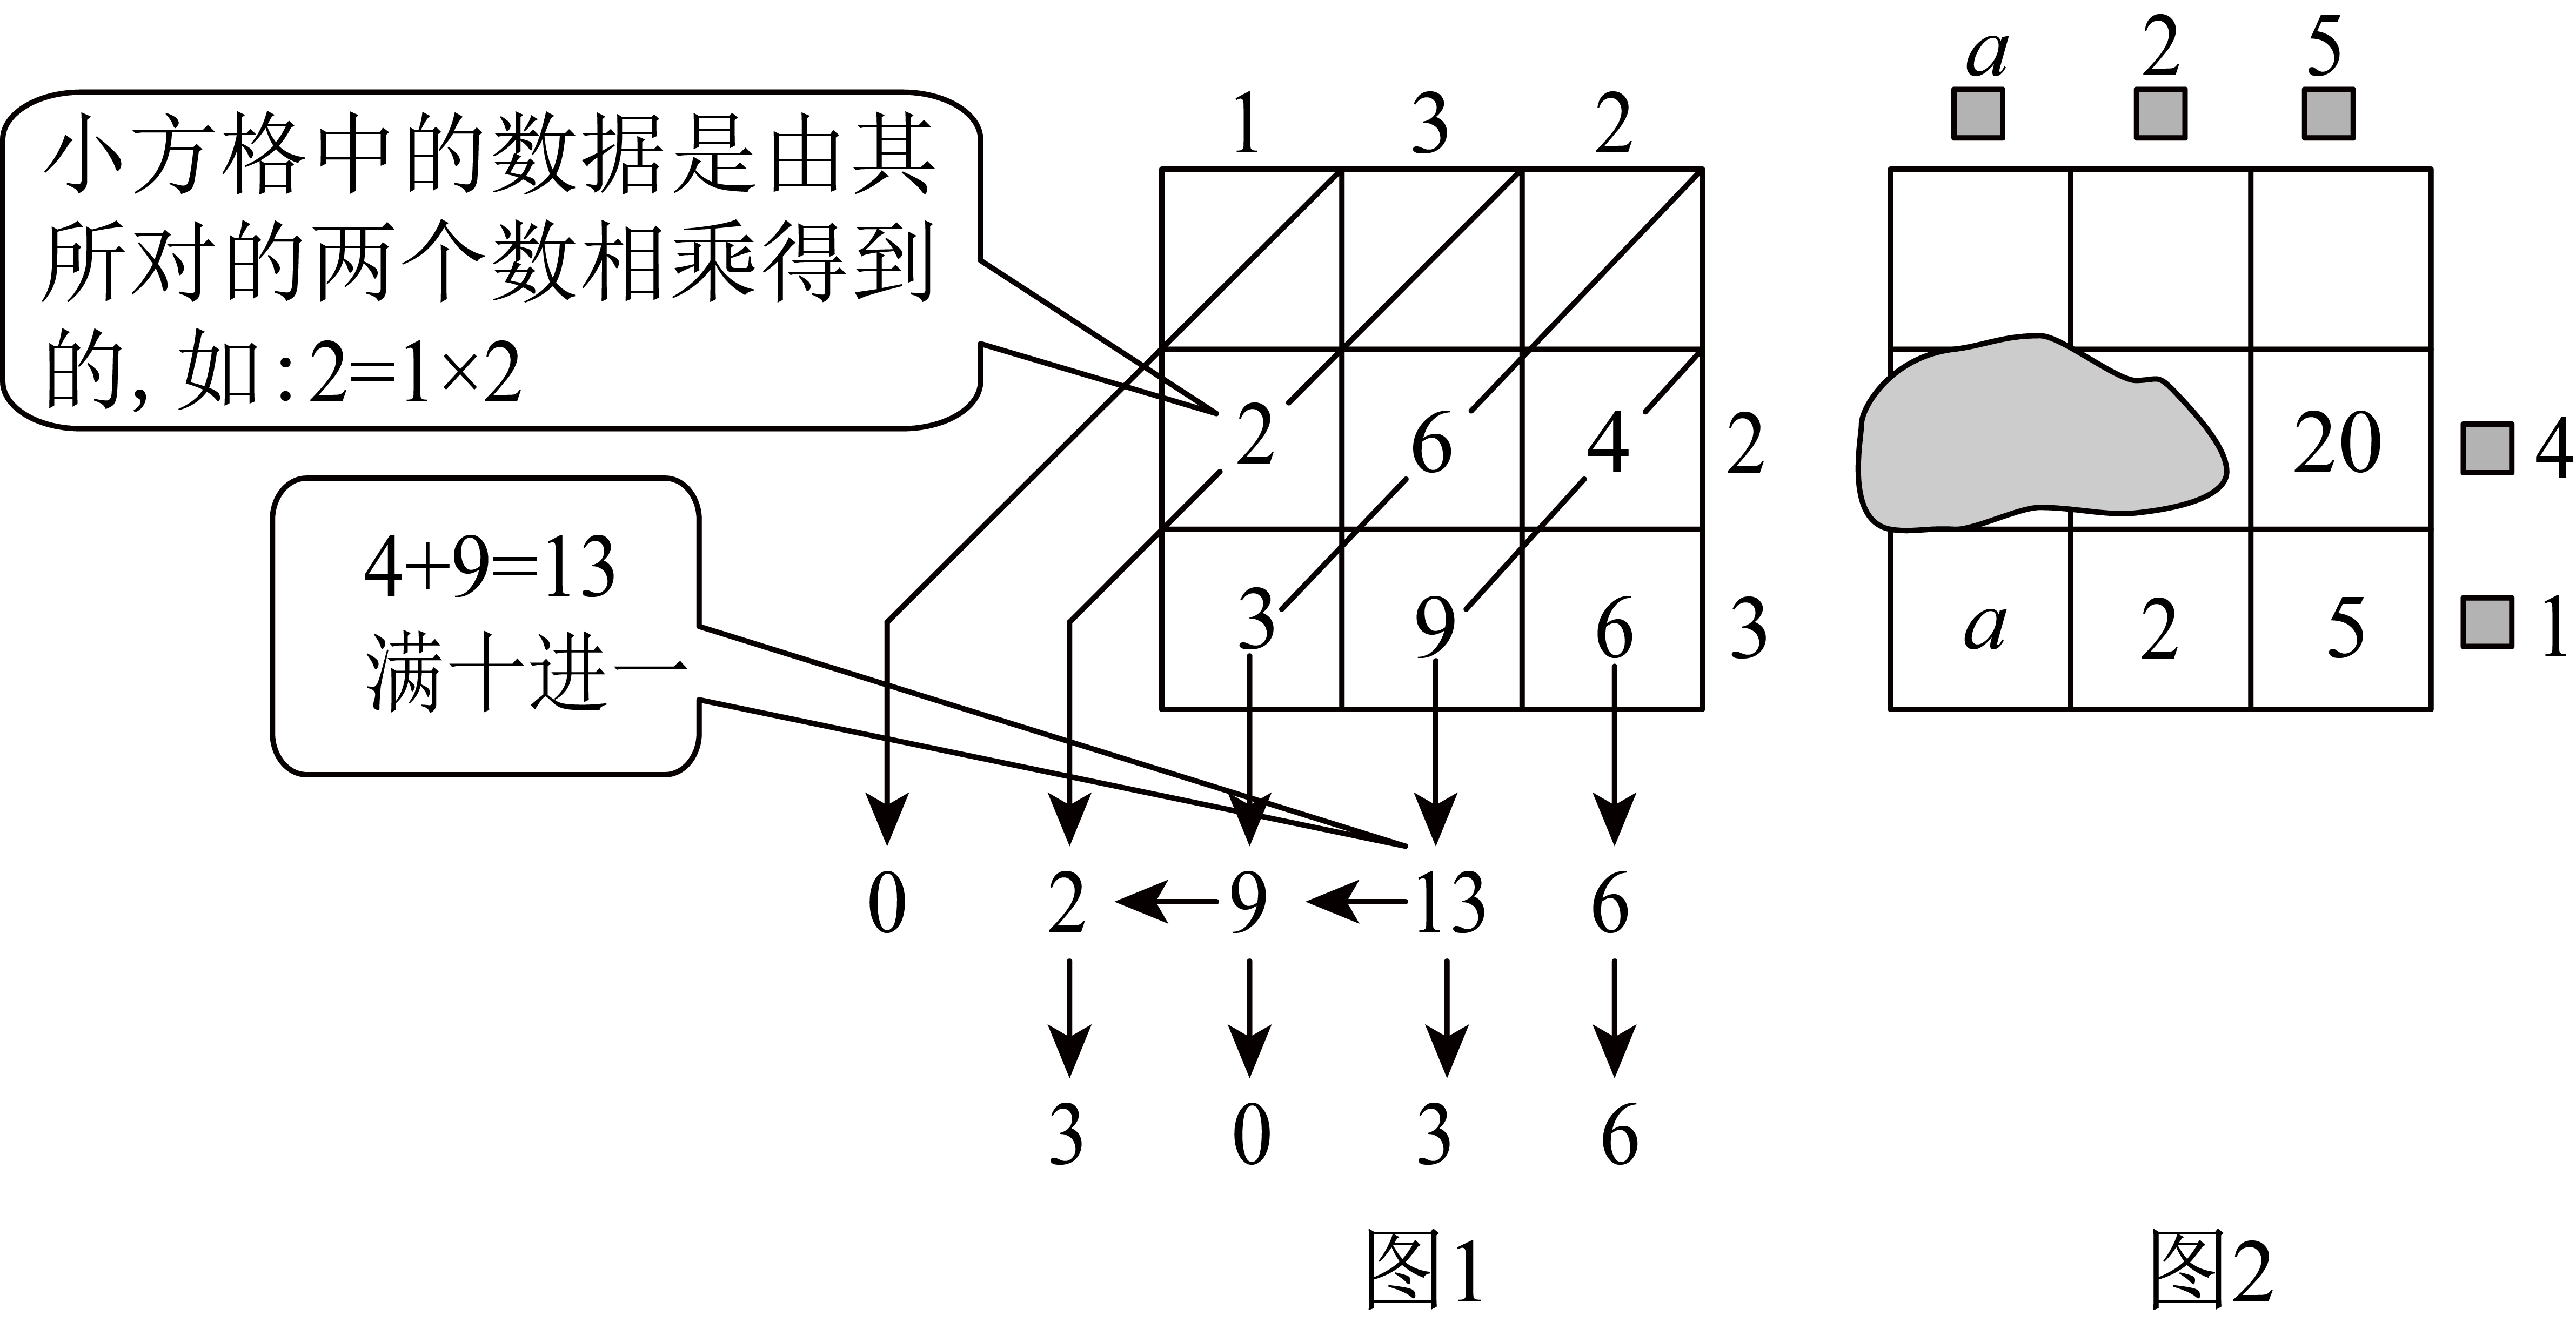 小方格中的数据是由其
所对的两个数相乘得到
的,如:2=1×2
4+9=13
满十进一
1 3 2
2 6 4 2
3 9 6 3
0 2 9 13 6
3 0 3 6
图1
a 2 5
20 4
a 2 5 1
图2